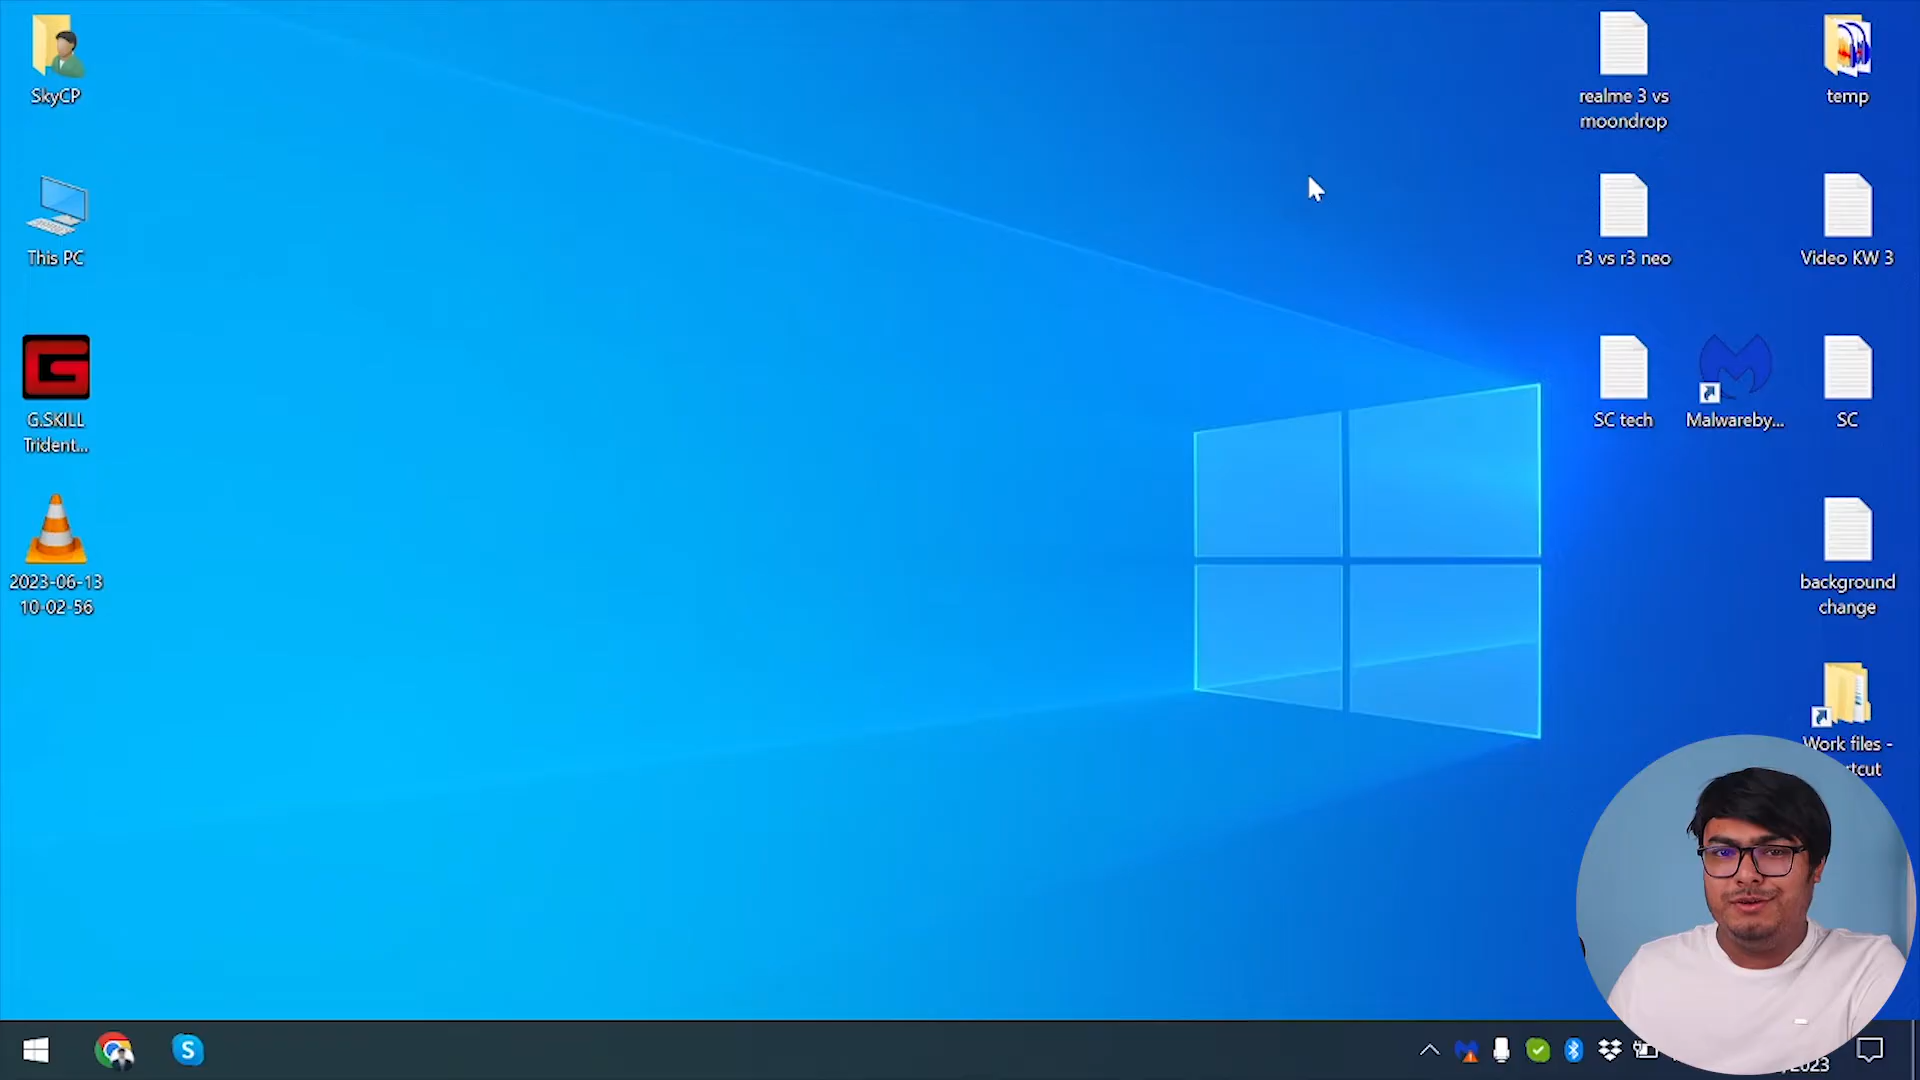 SkyCP
This PC
G.SKILL
Trident...
2023-06-13
10-02-56
realme 3 vs
moondrop
temp
r3 vs r3 neo
Video KW 3
SC tech
Malwareby...
SC
background
change
Work files -